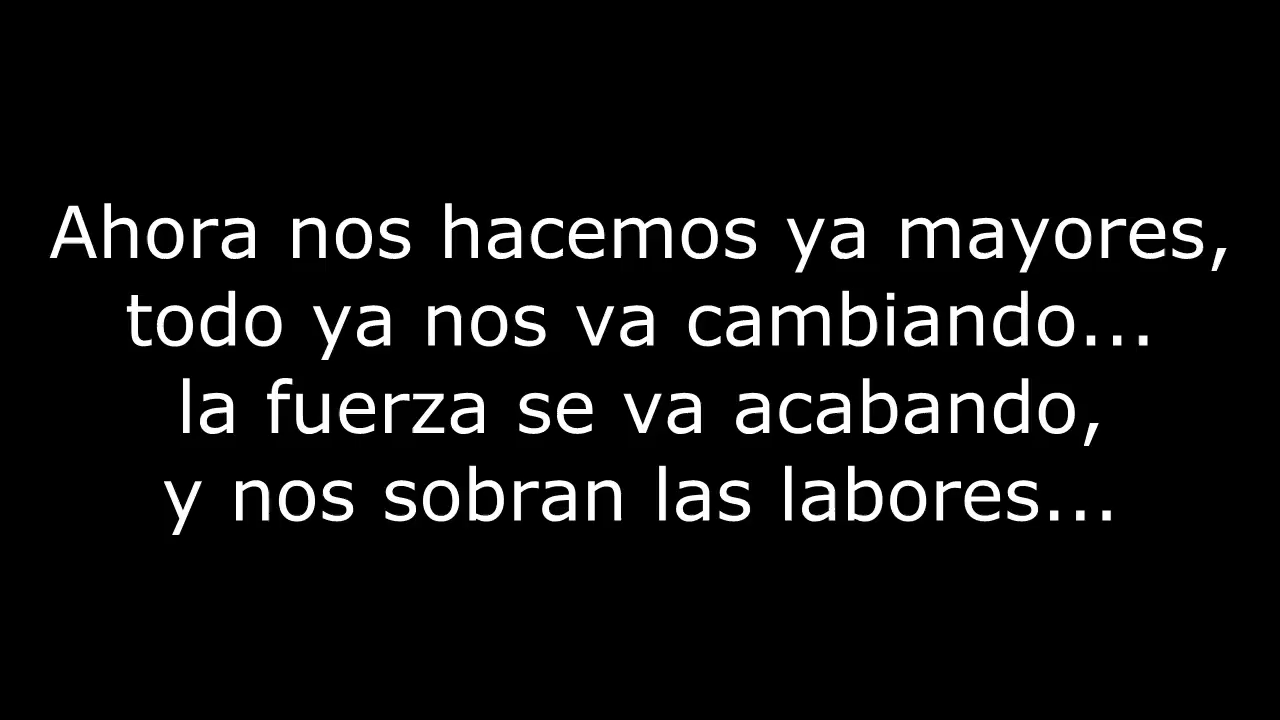 Ahora nos hacemos ya mayores,
todo ya nos va cambiando...
la fuerza se va acabando,
y nos sobran las labores...